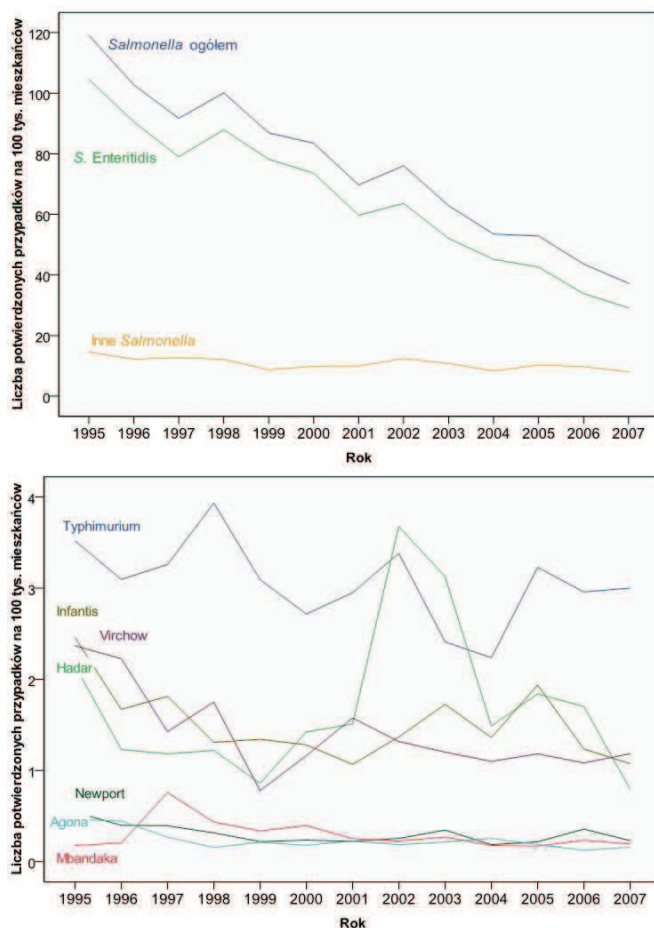 Liczba potwierdzonych przypadków na 100 tys. mieszkańców
120
100
80
60
40
20
0
Salmonella ogółem
S. Enteritidis
Inne Salmonella
1995 1996 1997 1998 1999 2000 2001 2002 2003 2004 2005 2006 2007
Rok
Liczba potwierdzonych przypadków na 100 tys. mieszkańców
4
3
2
1
0
Typhimurium
Infantis
Virchow
Hadar
Newport
Agona
Mbandaka
1995 1996 1997 1998 1999 2000 2001 2002 2003 2004 2005 2006 2007
Rok